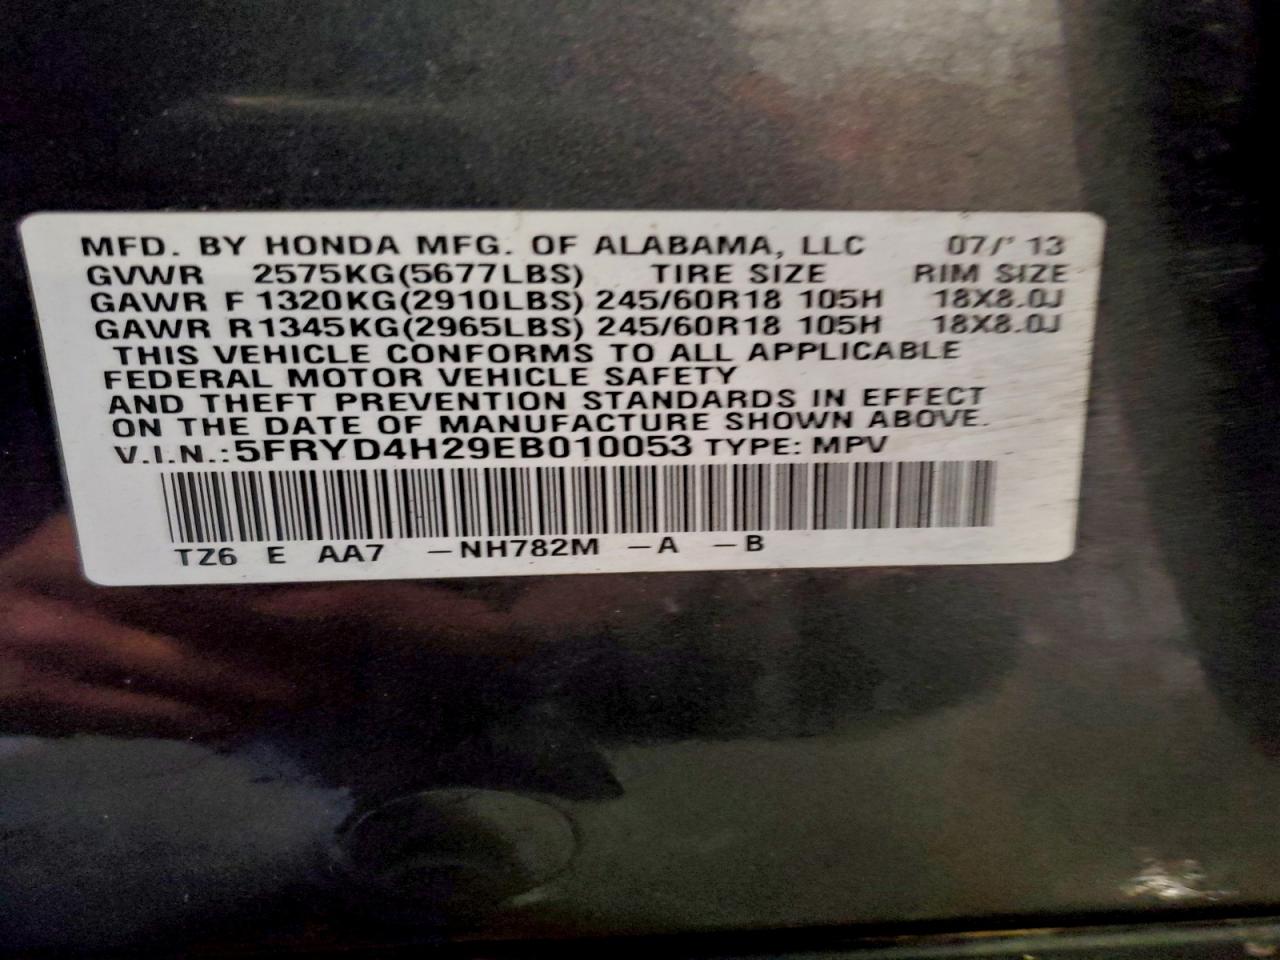 MFD. BY HONDA MFG. OF ALABAMA, LLC 07/' 13
GVWR 2575KG(5677LBS) TIRE SIZE RIM SIZE
GAWR F 1320KG(2910LBS) 245/60R18 105H 18X8.0J
GAWR R1345KG(2965LBS) 245/60R18 105H 18X8.0J
THIS VEHICLE CONFORMS TO ALL APPLICABLE
FEDERAL MOTOR VEHICLE SAFETY
AND THEFT PREVENTION STANDARDS IN EFFECT
ON THE DATE OF MANUFACTURE SHOWN ABOVE.
V.I.N.:5FRYD4H29EB010053 TYPE: MPV
TZ6 E AA7 -NH782M -A -B